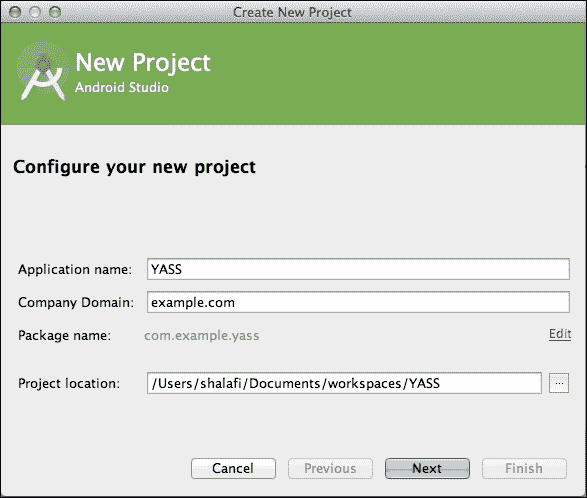 Create New Project
New Project
Android Studio
Configure your new project
Application name: YASS
Company Domain: example.com
Package name: com.example.yass Edit
Project location: /Users/shalafi/Documents/workspaces/YASS ...
Cancel Previous Next Finish